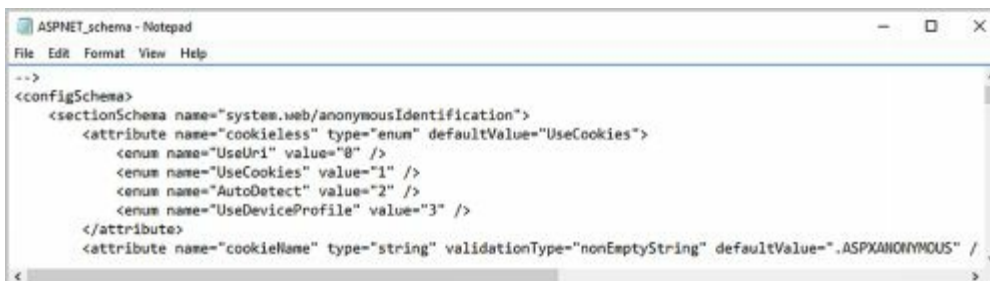 ASPNET_schema - Notepad
File Edit Format View Help
-->
<configSchema>
<sectionSchema name="system.web/anonymousIdentification">
<attribute name="cookieless" type="enum" defaultValue="UseCookies">
<enum name="UseUri" value="0" />
<enum name="UseCookies" value="1" />
<enum name="AutoDetect" value="2" />
<enum name="UseDeviceProfile" value="3" />
</attribute>
<attribute name="cookieName" type="string" validationType="nonEmptyString" defaultValue=".ASPXANONYMOUS" /